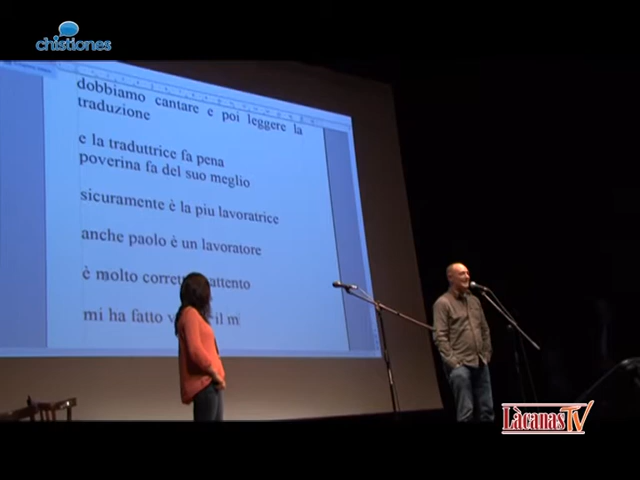 chistiones
dobbiamo cantare e poi leggere la
traduzione
e la traduttrice fa pena
poverina fa del suo meglio
sicuramente è la piu lavoratrice
anche paolo è un lavoratore
è molto corrett attento
mi ha fatto il m
LàcanasTV